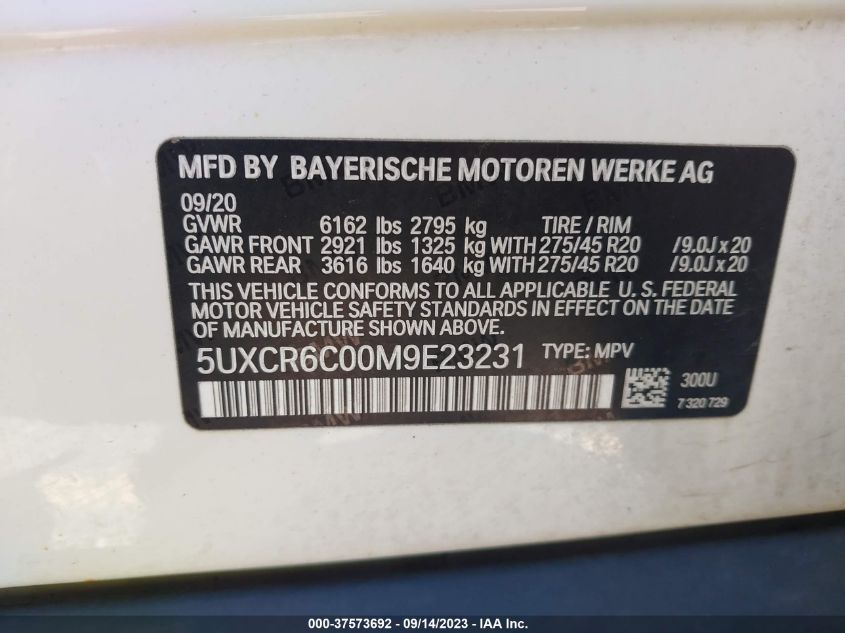 MFD BY BAYERISCHE MOTOREN WERKE AG
09/20
GVWR 6162 lbs 2795 kg TIRE / RIM
GAWR FRONT 2921 lbs 1325 kg WITH 275/45 R20 /9.0J x 20
GAWR REAR 3616 lbs 1640 kg WITH 275/45 R20 /9.0J x 20
THIS VEHICLE CONFORMS TO ALL APPLICABLE U. S. FEDERAL
MOTOR VEHICLE SAFETY STANDARDS IN EFFECT ON THE DATE
OF MANUFACTURE SHOWN ABOVE.
5UXCR6C00M9E23231 TYPE: MPV
300U
7 320 729
000-37573692 - 09/14/2023 - IAAI Inc.